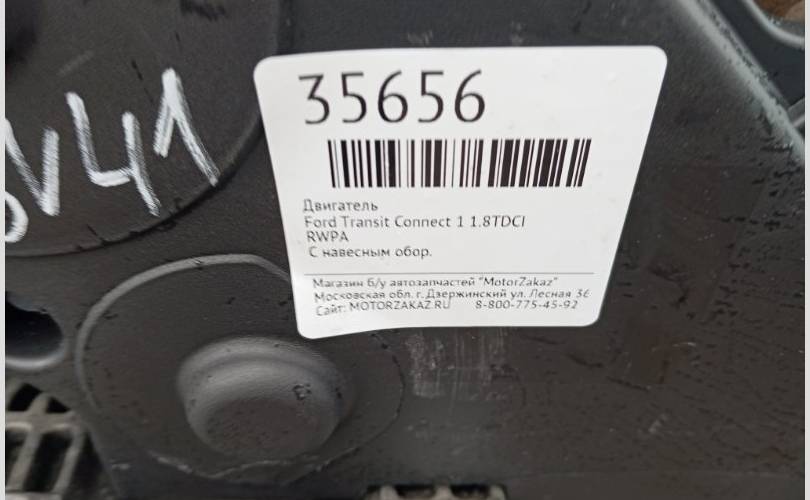 35656
V41
Двигатель
Ford Transit Connect 1 1.8TDCI
RWPA
С навесным обор.
Магазин б/у автозапчастей "MotorZakaz"
Московская обл. г. Дзержинский ул. Лесная 36
Сайт: MOTORZAKAZ.RU 8-800-775-45-92